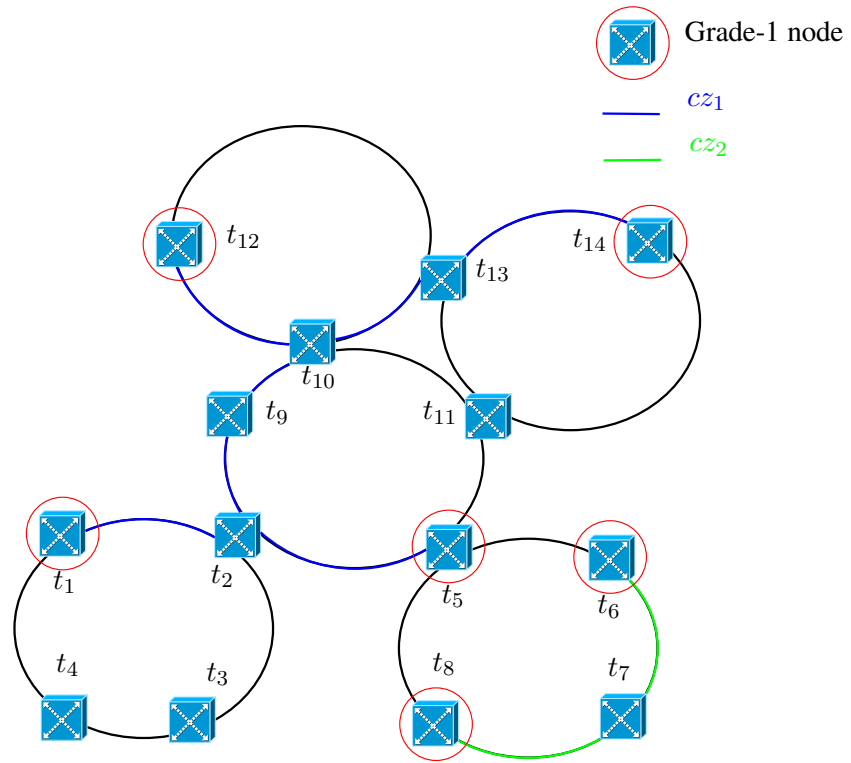 Grade-1 node
cz₁
cz₂
t₁₂
t₁₃
t₁₄
t₁₀
t₉
t₁₁
t₁
t₂
t₅
t₆
t₄
t₃
t₈
t₇